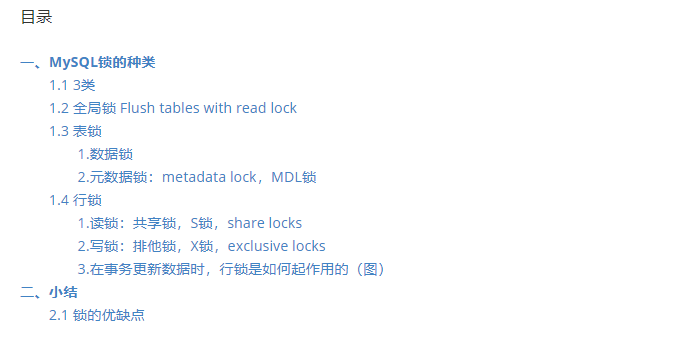 目录
一、MySQL锁的种类
1.1 3类
1.2 全局锁 Flush tables with read lock
1.3 表锁
1.数据锁
2.元数据锁：metadata lock，MDL锁
1.4 行锁
1.读锁：共享锁，S锁，share locks
2.写锁：排他锁，X锁，exclusive locks
3.在事务更新数据时，行锁是如何起作用的（图）
二、小结
2.1 锁的优缺点